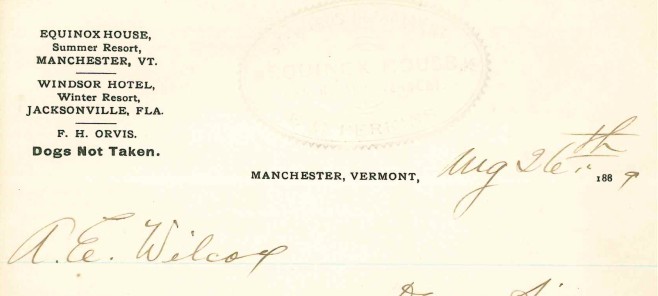 EQUINOX HOUSE,
Summer Resort,
MANCHESTER, VT.
WINDSOR HOTEL,
Winter Resort,
JACKSONVILLE, FLA.
F. H. ORVIS.
Dogs Not Taken.
MANCHESTER, VERMONT, Aug 26th 1889
A. E. Wilcox